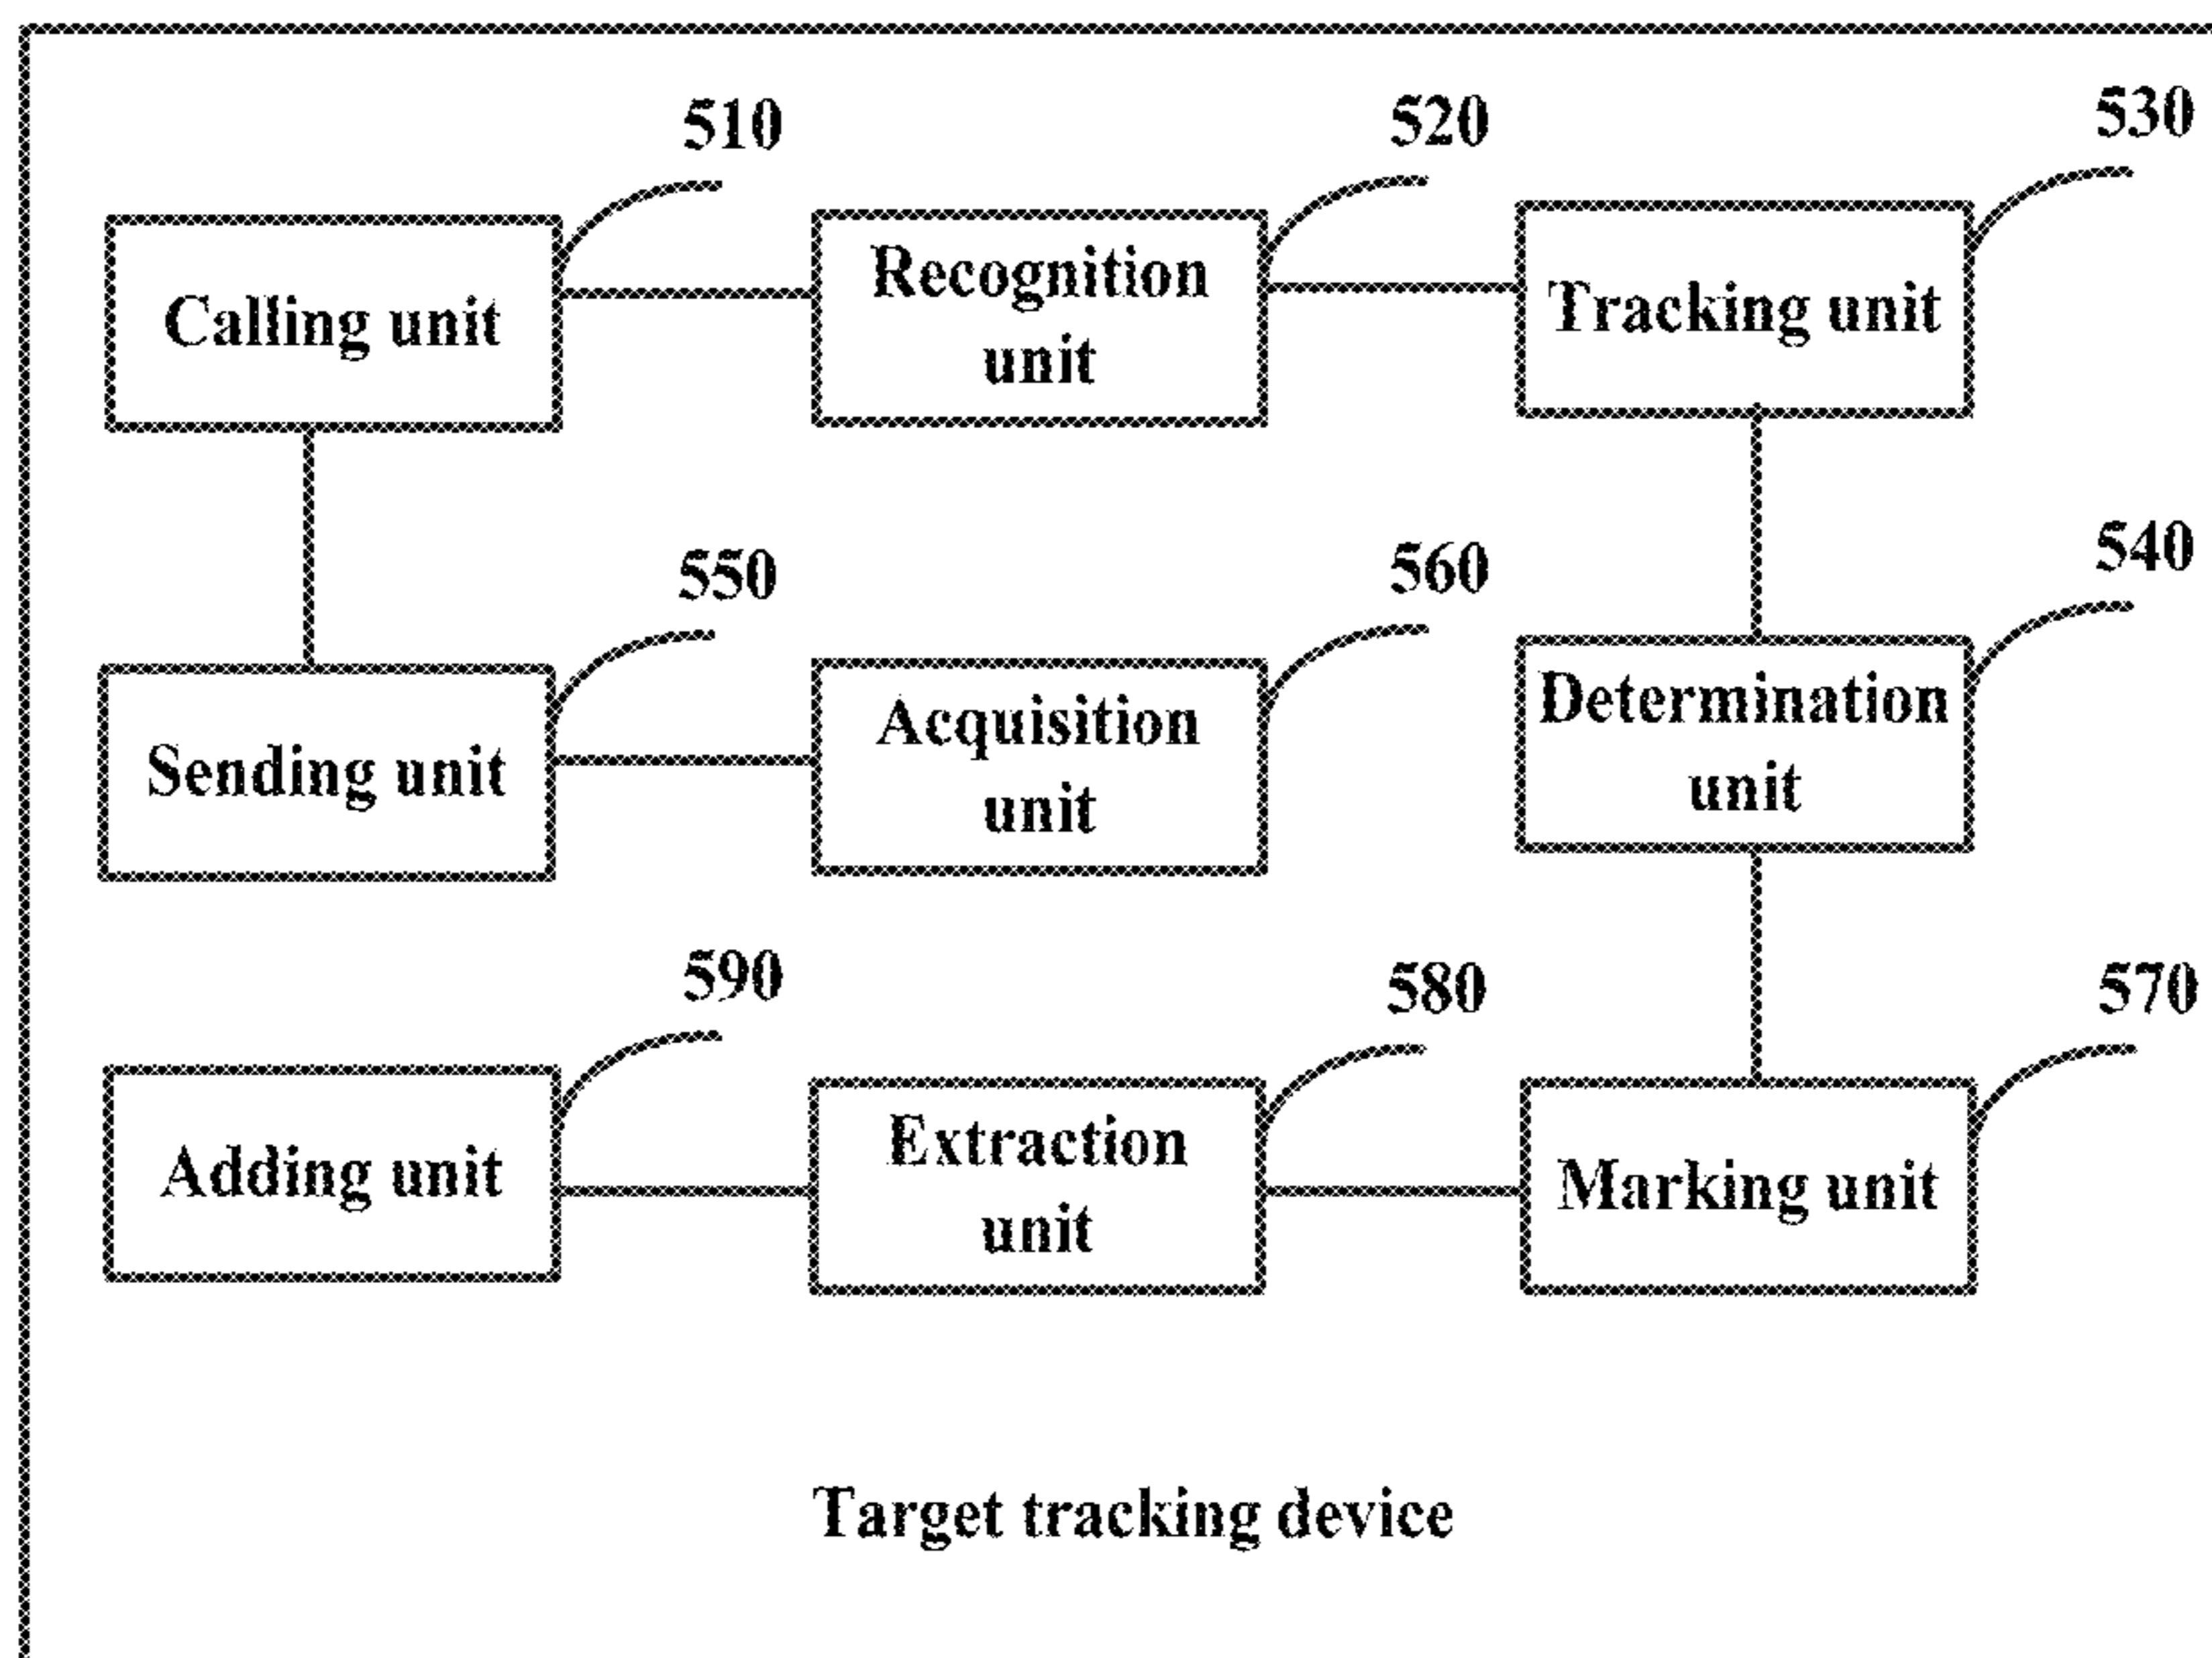 510
520
530
Calling unit
Recognition
unit
Tracking unit
550
560
540
Sending unit
Acquisition
unit
Determination
unit
590
580
570
Adding unit
Extraction
unit
Marking unit
Target tracking device